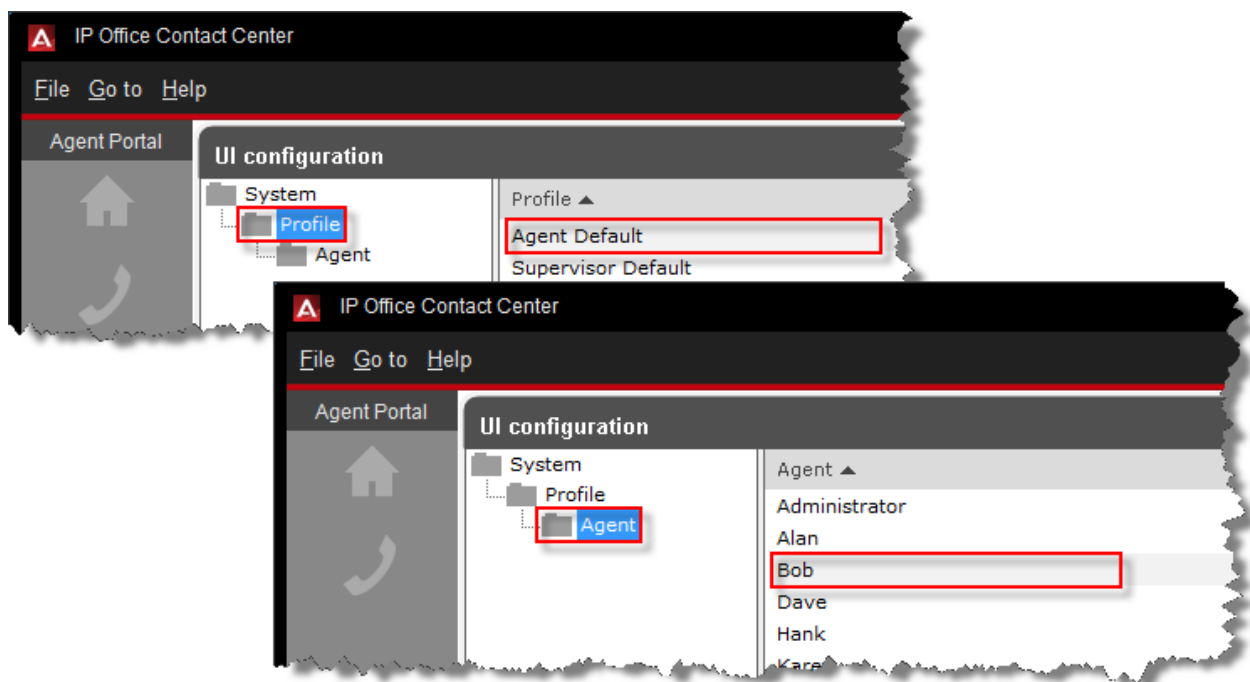 IP Office Contact Center
File Go to Help
Agent Portal
UI configuration
System
Profile
Agent
Profile
Agent Default
Supervisor Default
IP Office Contact Center
File Go to Help
Agent Portal
UI configuration
System
Profile
Agent
Agent
Administrator
Alan
Bob
Dave
Hank